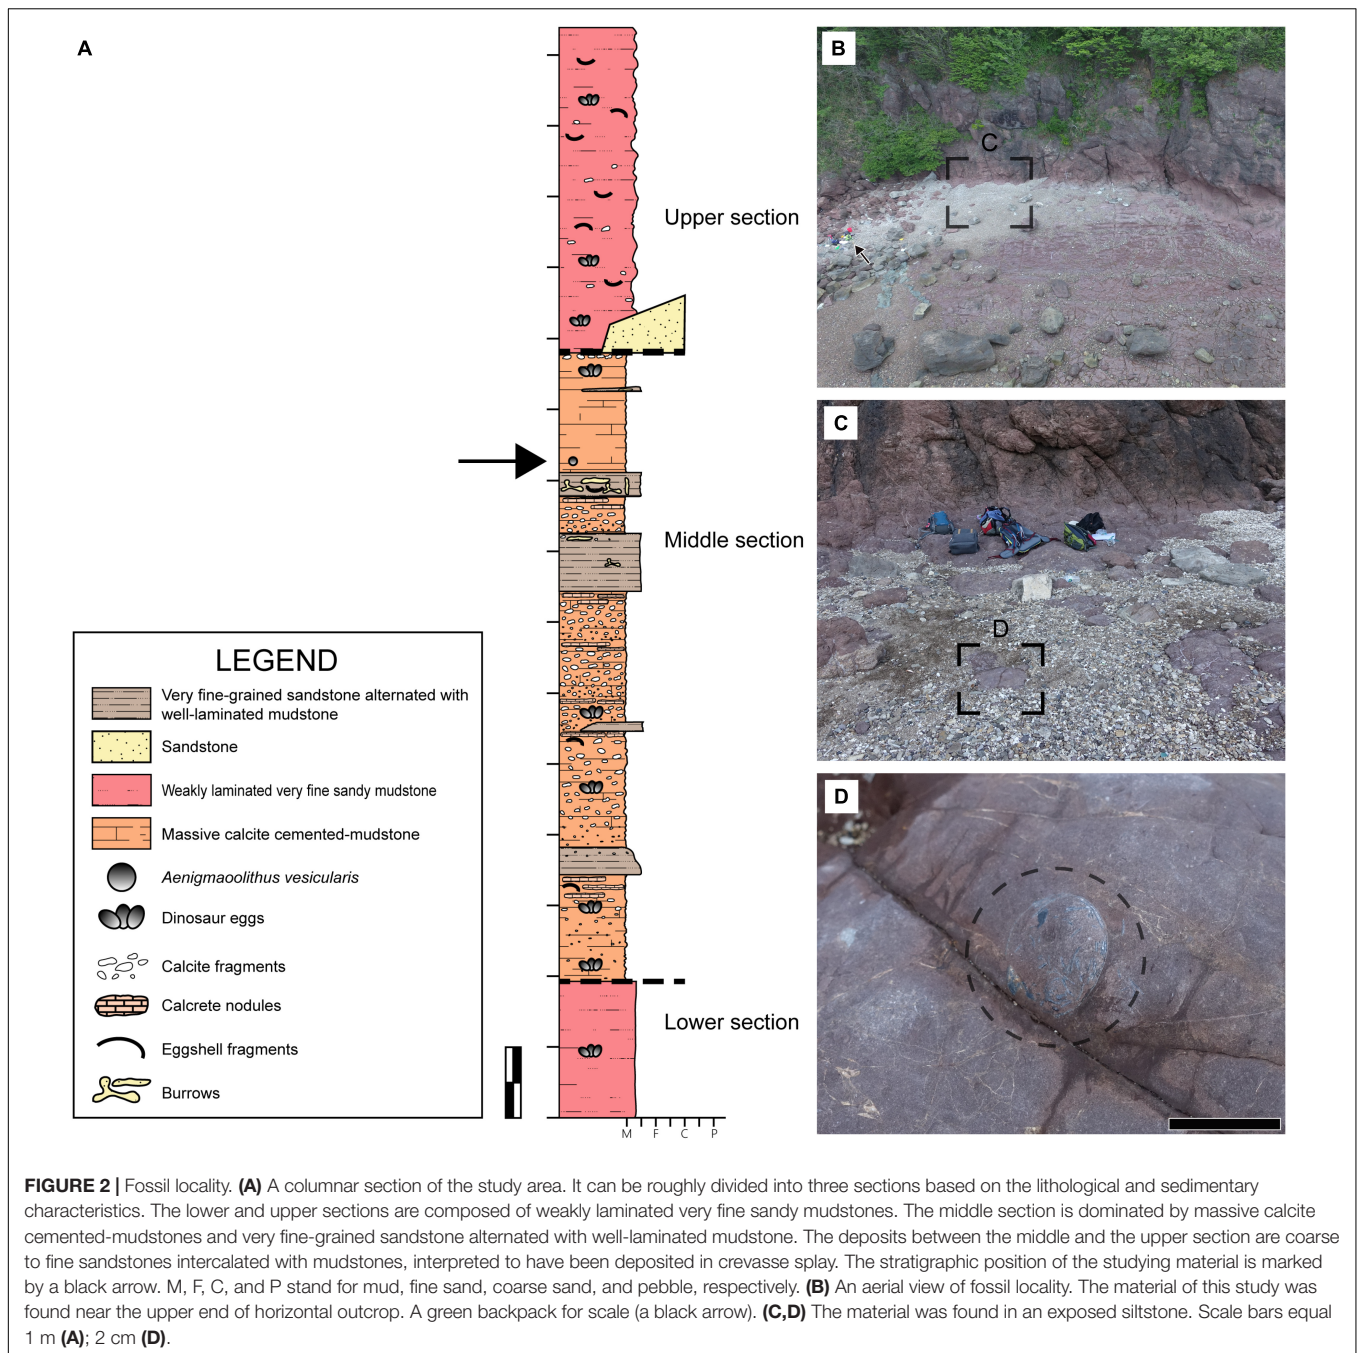 A
Upper section
Middle section
Lower section
M F C P
LEGEND
Very fine-grained sandstone alternated with
well-laminated mudstone
Sandstone
Weakly laminated very fine sandy mudstone
Massive calcite cemented-mudstone
Aenigmaoolithus vesicularis
Dinosaur eggs
Calcite fragments
Calcrete nodules
Eggshell fragments
Burrows
B
C
C
D
D
FIGURE 2 | Fossil locality. (A) A columnar section of the study area. It can be roughly divided into three sections based on the lithological and sedimentary
characteristics. The lower and upper sections are composed of weakly laminated very fine sandy mudstones. The middle section is dominated by massive calcite
cemented-mudstones and very fine-grained sandstone alternated with well-laminated mudstone. The deposits between the middle and the upper section are coarse
to fine sandstones intercalated with mudstones, interpreted to have been deposited in crevasse splay. The stratigraphic position of the studying material is marked
by a black arrow. M, F, C, and P stand for mud, fine sand, coarse sand, and pebble, respectively. (B) An aerial view of fossil locality. The material of this study was
found near the upper end of horizontal outcrop. A green backpack for scale (a black arrow). (C,D) The material was found in an exposed siltstone. Scale bars equal
1 m (A); 2 cm (D).